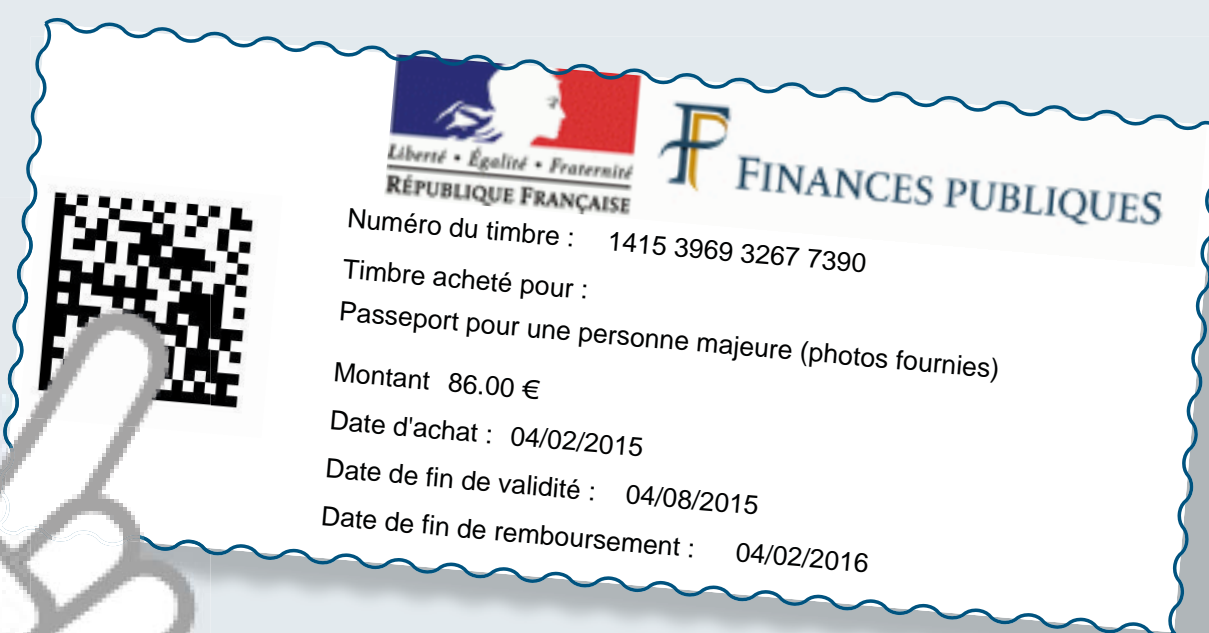 Liberté • Égalité • Fraternité
RÉPUBLIQUE FRANÇAISE
FINANCES PUBLIQUES
Numéro du timbre : 1415 3969 3267 7390
Timbre acheté pour :
Passeport pour une personne majeure (photos fournies)
Montant 86.00 €
Date d'achat : 04/02/2015
Date de fin de validité : 04/08/2015
Date de fin de remboursement : 04/02/2016